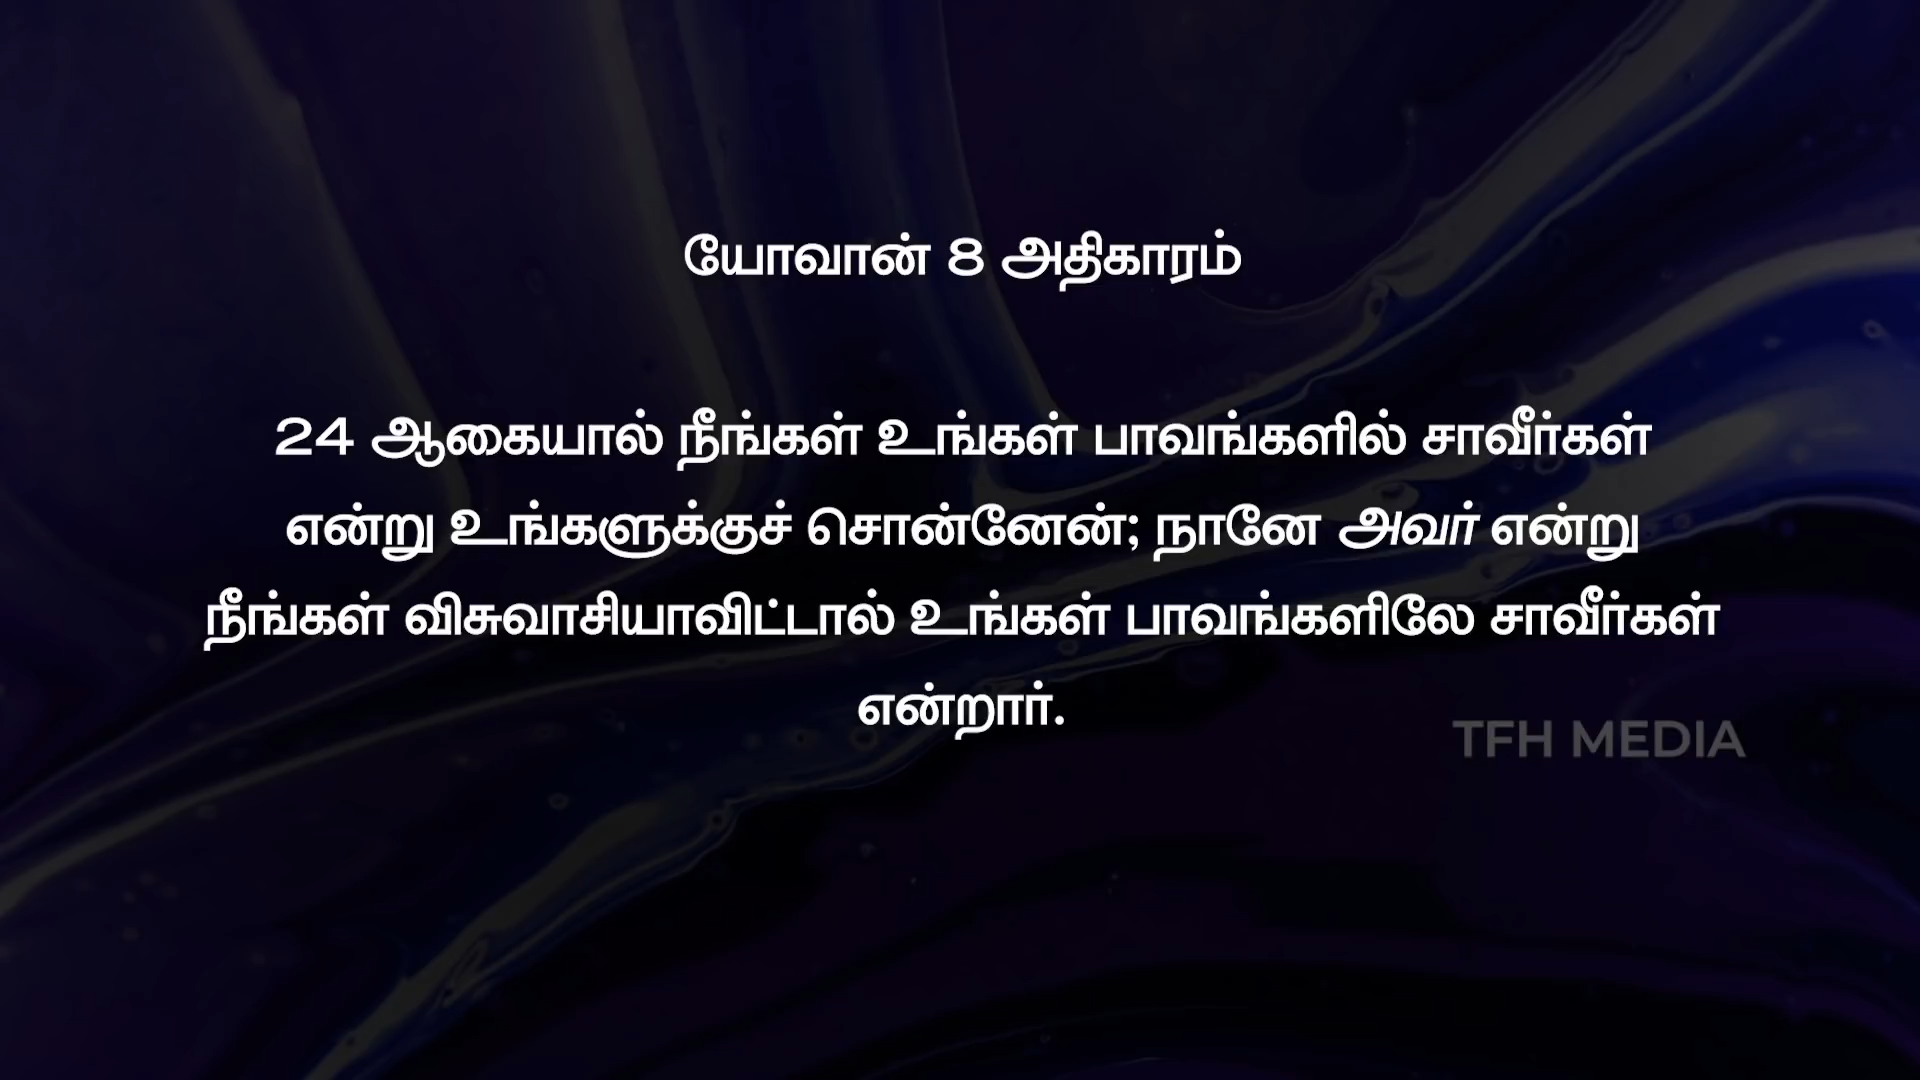 யோவான் 8 அதிகாரம்
24 ஆகையால் நீங்கள் உங்கள் பாவங்களில் சாவீர்கள்
என்று உங்களுக்குச் சொன்னேன்; நானே அவர் என்று
நீங்கள் விசுவாசியாவிட்டால் உங்கள் பாவங்களிலே சாவீர்கள்
என்றார்.
TFH MEDIA